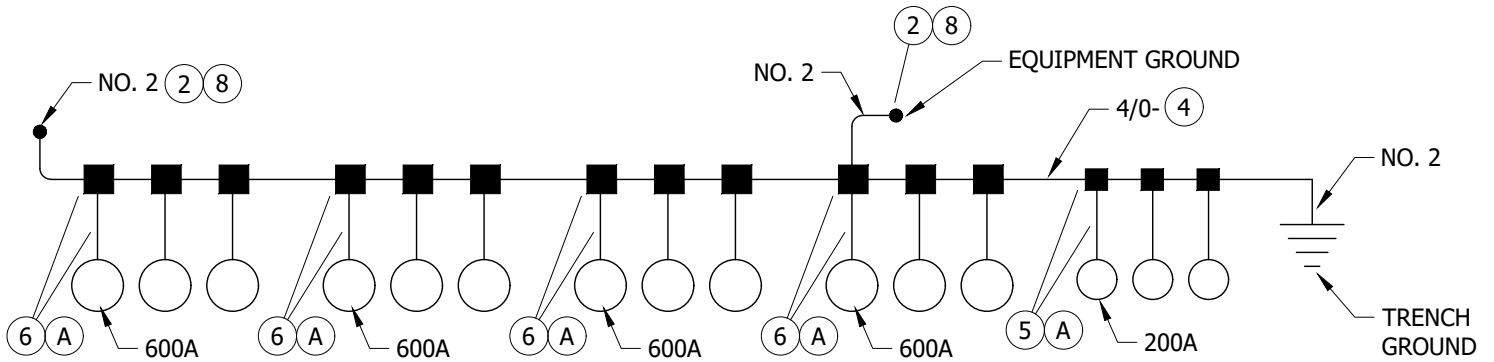 2 8
NO. 2 2 8
NO. 2
EQUIPMENT GROUND
4/0- 4
NO. 2
6 A
600A
6 A
600A
6 A
600A
6 A
600A
5 A
200A
TRENCH
GROUND